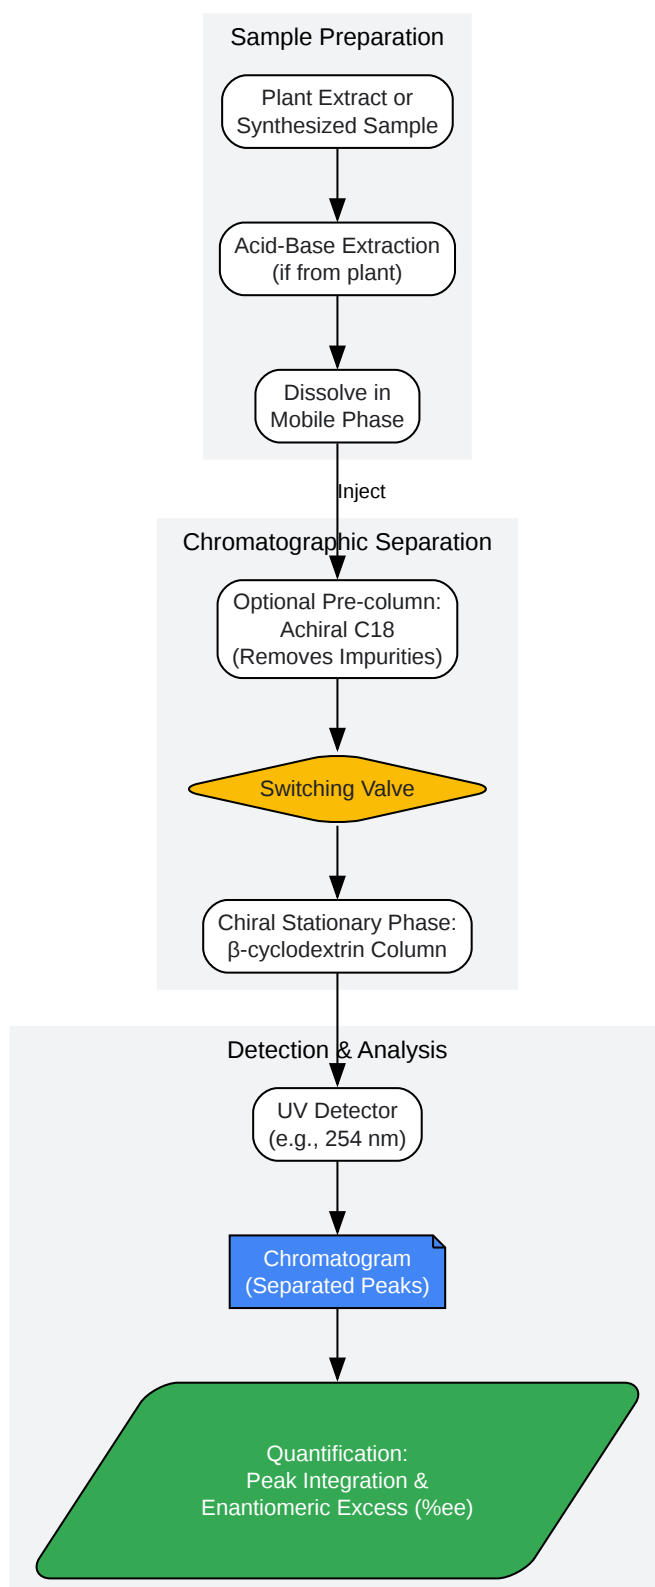 Sample Preparation
Plant Extract or
Synthesized Sample
Acid-Base Extraction
(if from plant)
Dissolve in
Mobile Phase
Inject
Chromatographic Separation
Optional Pre-column:
Achiral C18
(Removes Impurities)
Switching Valve
Chiral Stationary Phase:
β-cyclodextrin Column
Detection & Analysis
UV Detector
(e.g., 254 nm)
Chromatogram
(Separated Peaks)
Quantification:
Peak Integration &
Enantiomeric Excess (%ee)